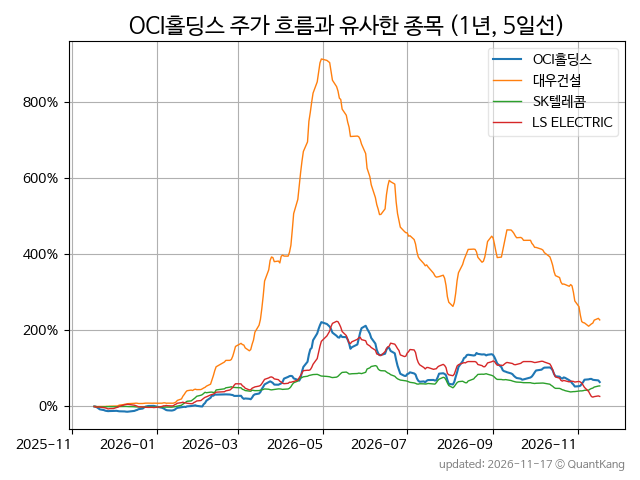 OCI홀딩스 주가 흐름과 유사한 종목 (1년, 5일선)
OCI홀딩스
대우건설
SK텔레콤
LS ELECTRIC
800%
600%
400%
200%
0%
2025-11 2026-01 2026-03 2026-05 2026-07 2026-09 2026-11
updated: 2026-11-17 © QuantKang